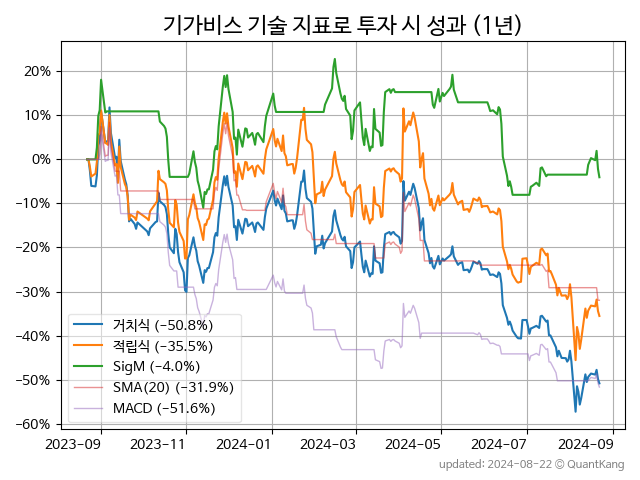 기가비스 기술 지표로 투자 시 성과 (1년)
20%
10%
0%
−10%
−20%
−30%
−40%
−50%
−60%
거치식 (−50.8%)
적립식 (−35.5%)
SigM (−4.0%)
SMA(20) (−31.9%)
MACD (−51.6%)
2023-09
2023-11
2024-01
2024-03
2024-05
2024-07
2024-09
updated: 2024-08-22 © QuantKang